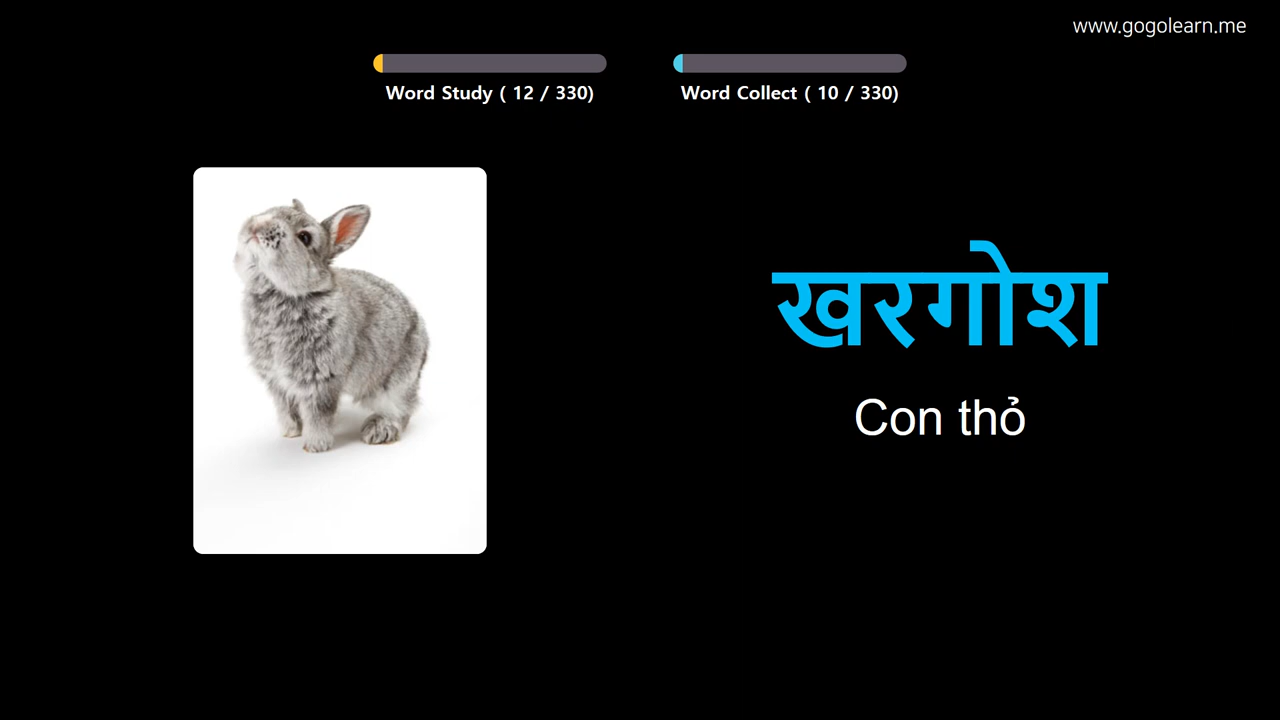 www.gogolearn.me
Word Study ( 12 / 330)
Word Collect ( 10 / 330)
खरगोश
Con thỏ